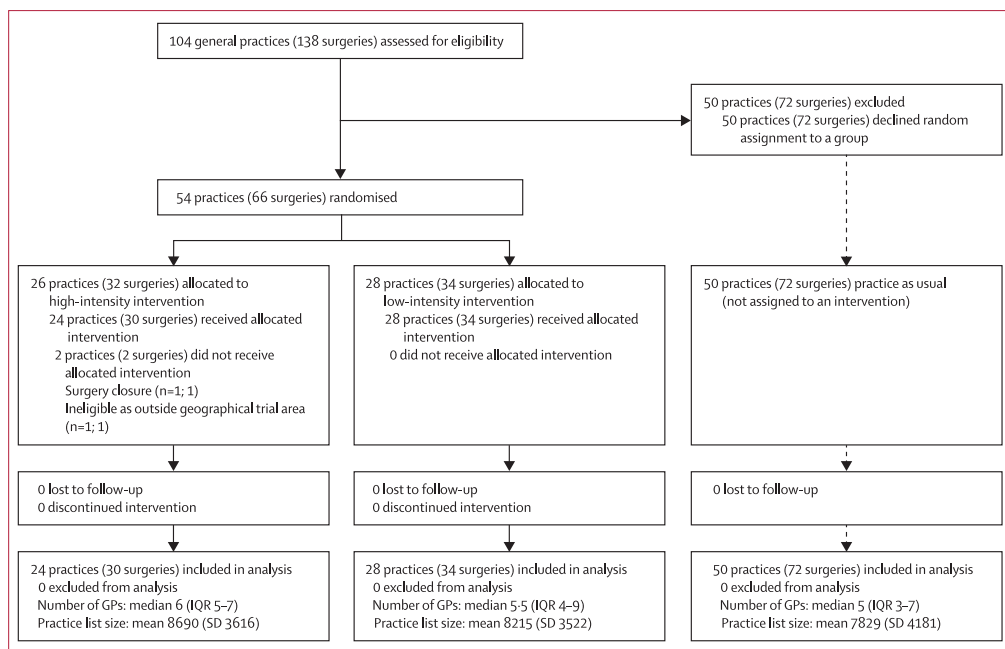 104 general practices (138 surgeries) assessed for eligibility
50 practices (72 surgeries) excluded
50 practices (72 surgeries) declined random
assignment to a group
54 practices (66 surgeries) randomised
26 practices (32 surgeries) allocated to
high-intensity intervention
24 practices (30 surgeries) received allocated
intervention
2 practices (2 surgeries) did not receive
allocated intervention
Surgery closure (n=1; 1)
Ineligible as outside geographical trial area
(n=1; 1)
28 practices (34 surgeries) allocated to
low-intensity intervention
28 practices (34 surgeries) received allocated
intervention
0 did not receive allocated intervention
50 practices (72 surgeries) practice as usual
(not assigned to an intervention)
0 lost to follow-up
0 discontinued intervention
0 lost to follow-up
0 discontinued intervention
0 lost to follow-up
24 practices (30 surgeries) included in analysis
0 excluded from analysis
Number of GPs: median 6 (IQR 5–7)
Practice list size: mean 8690 (SD 3616)
28 practices (34 surgeries) included in analysis
0 excluded from analysis
Number of GPs: median 5·5 (IQR 4–9)
Practice list size: mean 8215 (SD 3522)
50 practices (72 surgeries) included in analysis
0 excluded from analysis
Number of GPs: median 5 (IQR 3–7)
Practice list size: mean 7829 (SD 4181)